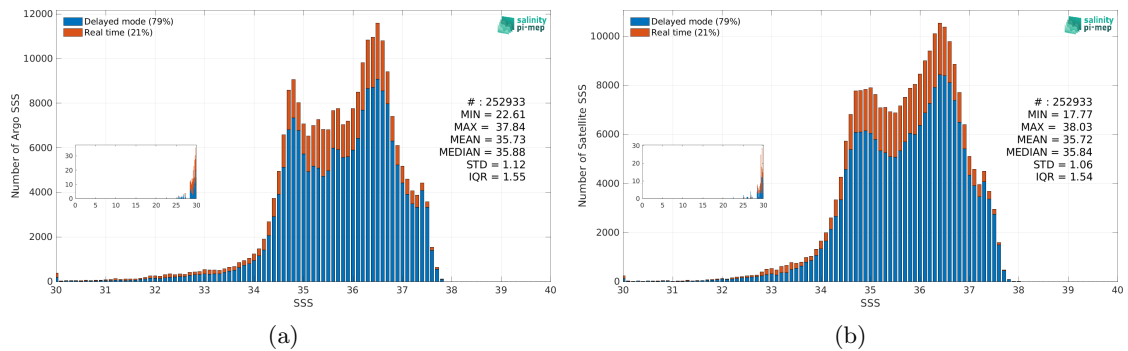 12000
10000
8000
6000
4000
2000
0
Number of Argo SSS
Delayed mode (79%)
Real time (21%)
salinity
pi-mep
# : 252933
MIN = 22.61
MAX = 37.84
MEAN = 35.73
MEDIAN = 35.88
STD = 1.12
IQR = 1.55
30
20
10
0
0 5 10 15 20 25 30
30 31 32 33 34 35 36 37 38 39 40
SSS
(a)
10000
8000
6000
4000
2000
0
Number of Satellite SSS
Delayed mode (79%)
Real time (21%)
salinity
pi-mep
# : 252933
MIN = 17.77
MAX = 38.03
MEAN = 35.72
MEDIAN = 35.84
STD = 1.06
IQR = 1.54
30
20
10
0
0 5 10 15 20 25 30
30 31 32 33 34 35 36 37 38 39 40
SSS
(b)